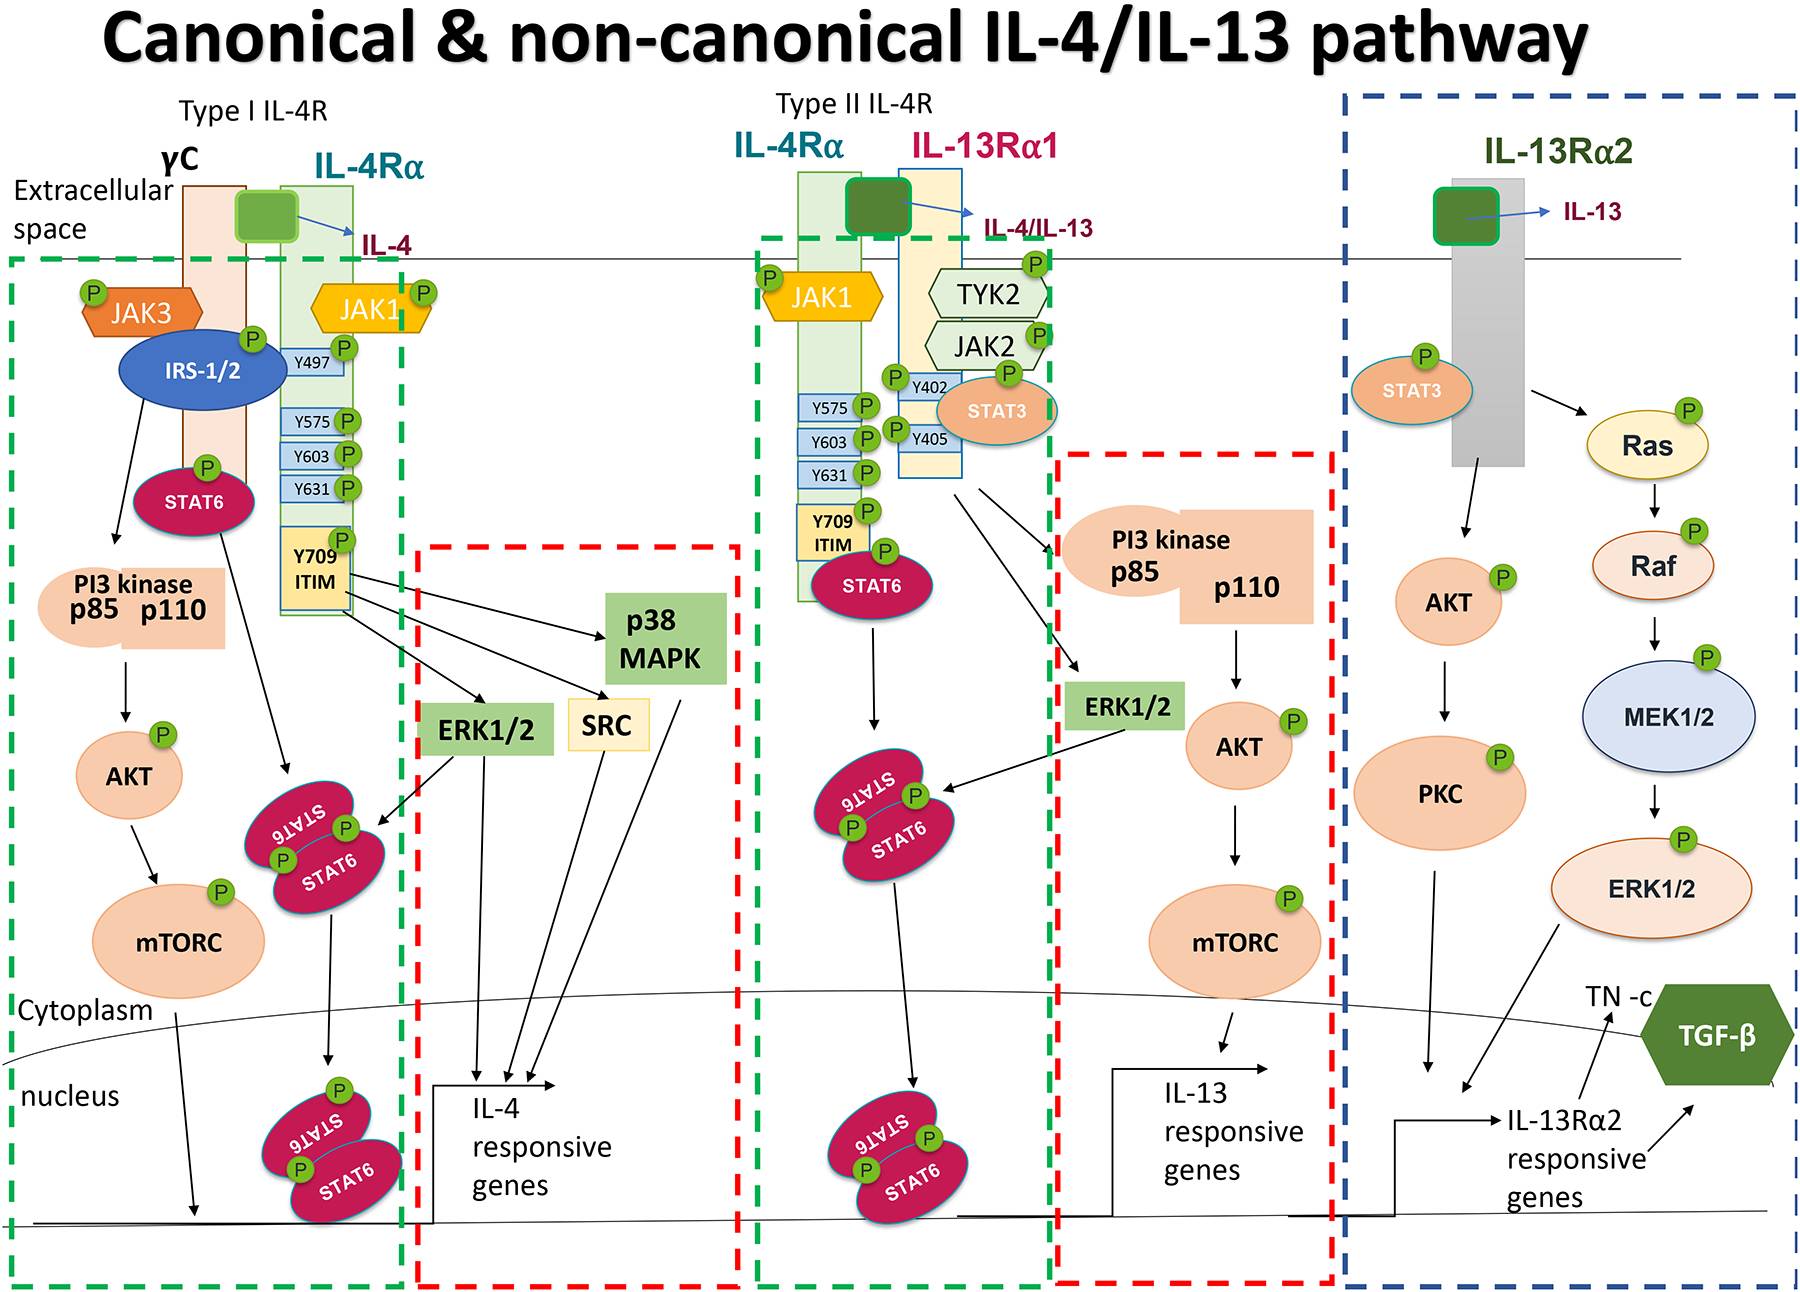 Canonical & non-canonical IL-4/IL-13 pathway
Type I IL-4R
γC
IL-4Rα
Extracellular
space
IL-4
P
JAK3
JAK1
P
P
IRS-1/2
Y497
P
Y575
P
Y603
P
Y631
P
P
STAT6
Y709
ITIM
P
PI3 kinase
p85
p110
AKT
P
mTORC
P
STAT6
P
P
STAT6
Cytoplasm
nucleus
P
STAT6
P
STAT6
p38
MAPK
ERK1/2
SRC
IL-4
responsive
genes
Type II IL-4R
IL-4Rα
IL-13Rα1
IL-4/IL-13
P
JAK1
P
TYK2
P
JAK2
P
Y402
P
STAT3
P
Y405
Y575
P
Y603
P
Y631
P
Y709
ITIM
P
P
STAT6
STAT6
P
P
STAT6
STAT6
P
P
STAT6
PI3 kinase
p85
p110
ERK1/2
AKT
P
mTORC
P
IL-13
responsive
genes
IL-13Rα2
IL-13
P
STAT3
P
Ras
P
Raf
P
AKT
P
MEK1/2
P
PKC
P
ERK1/2
TN -c
TGF-β
IL-13Rα2
responsive
genes